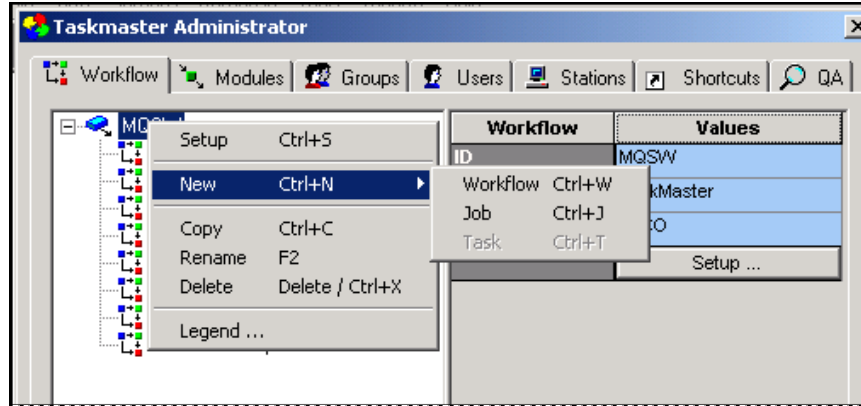 Taskmaster Administrator
Workflow Modules Groups Users Stations Shortcuts QA
Workflow Values
ID MQSW
Setup Ctrl+S
New Ctrl+N
Copy Ctrl+C
Rename F2
Delete Delete / Ctrl+X
Legend ...
Workflow Ctrl+W
Job Ctrl+J
Task Ctrl+T
Setup ...